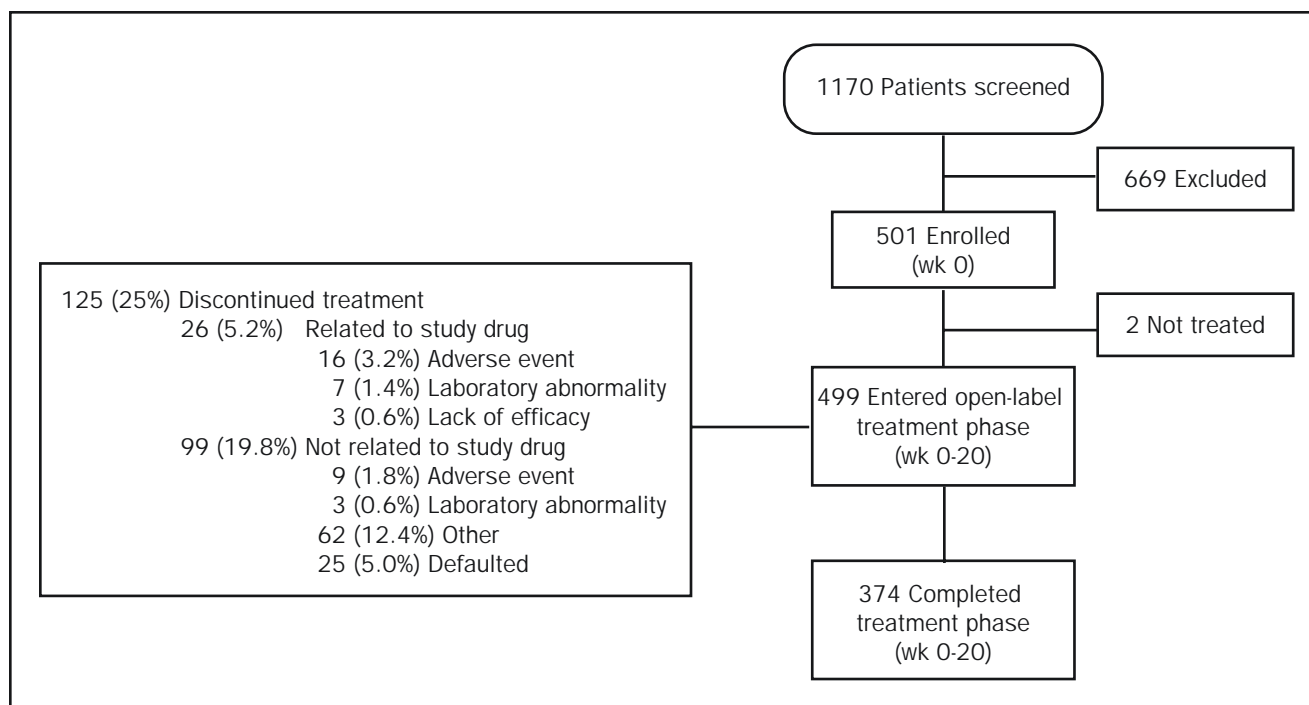 1170 Patients screened
669 Excluded
501 Enrolled
(wk 0)
2 Not treated
499 Entered open-label
treatment phase
(wk 0-20)
125 (25%) Discontinued treatment
26 (5.2%) Related to study drug
16 (3.2%) Adverse event
7 (1.4%) Laboratory abnormality
3 (0.6%) Lack of efficacy
99 (19.8%) Not related to study drug
9 (1.8%) Adverse event
3 (0.6%) Laboratory abnormality
62 (12.4%) Other
25 (5.0%) Defaulted
374 Completed
treatment phase
(wk 0-20)